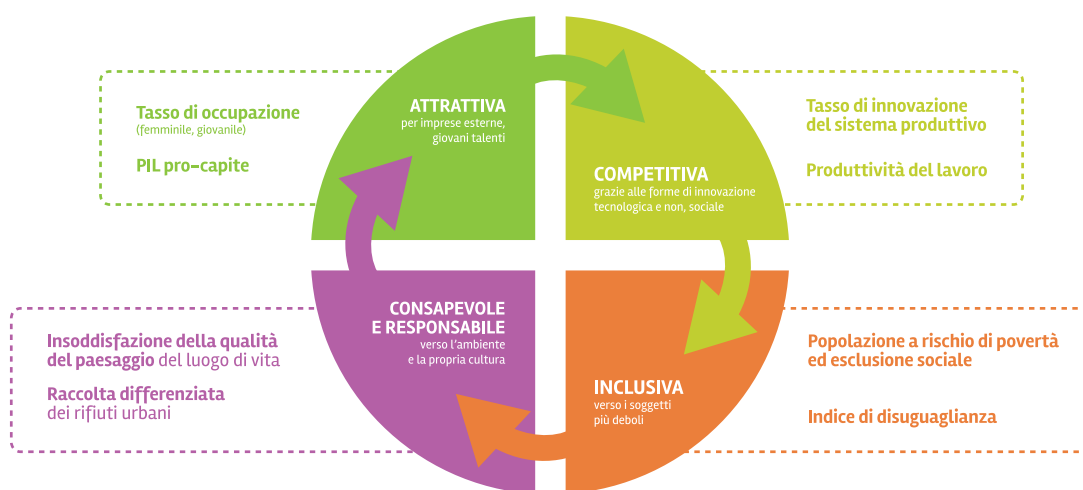 Tasso di occupazione
(femminile, giovanile)
PIL pro-capite
ATTRATTIVA
per imprese esterne,
giovani talenti
COMPETITIVA
grazie alle forme di innovazione
tecnologica e non, sociale
Tasso di innovazione
del sistema produttivo
Produttività del lavoro
Insoddisfazione della qualità
del paesaggio del luogo di vita
Raccolta differenziata
dei rifiuti urbani
CONSAPEVOLE
E RESPONSABILE
verso l'ambiente
e la propria cultura
INCLUSIVA
verso i soggetti
più deboli
Popolazione a rischio di povertà
ed esclusione sociale
Indice di disuguaglianza